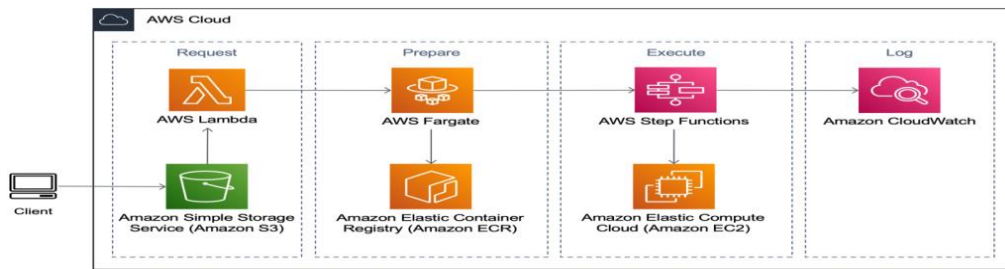 AWS Cloud
Request
AWS Lambda
Amazon Simple Storage
Service (Amazon S3)
Client
Prepare
AWS Fargate
Amazon Elastic Container
Registry (Amazon ECR)
Execute
AWS Step Functions
Amazon Elastic Compute
Cloud (Amazon EC2)
Log
Amazon CloudWatch